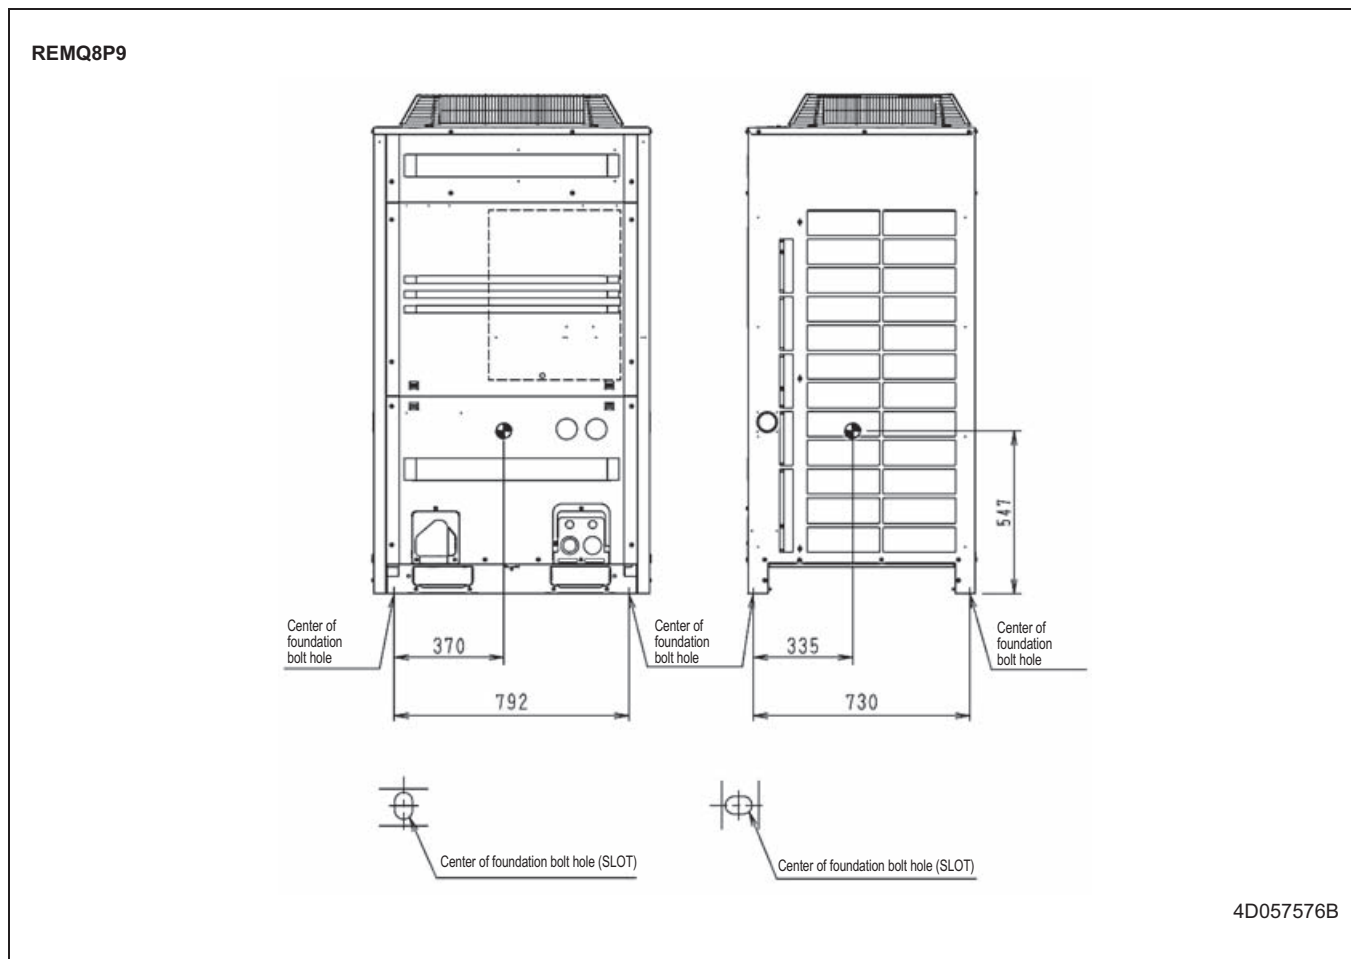 REMQ8P9
547
Center of
foundation
bolt hole
Center of
foundation
bolt hole
Center of
foundation
bolt hole
370
335
792
730
Center of foundation bolt hole (SLOT)
Center of foundation bolt hole (SLOT)
4D057576B